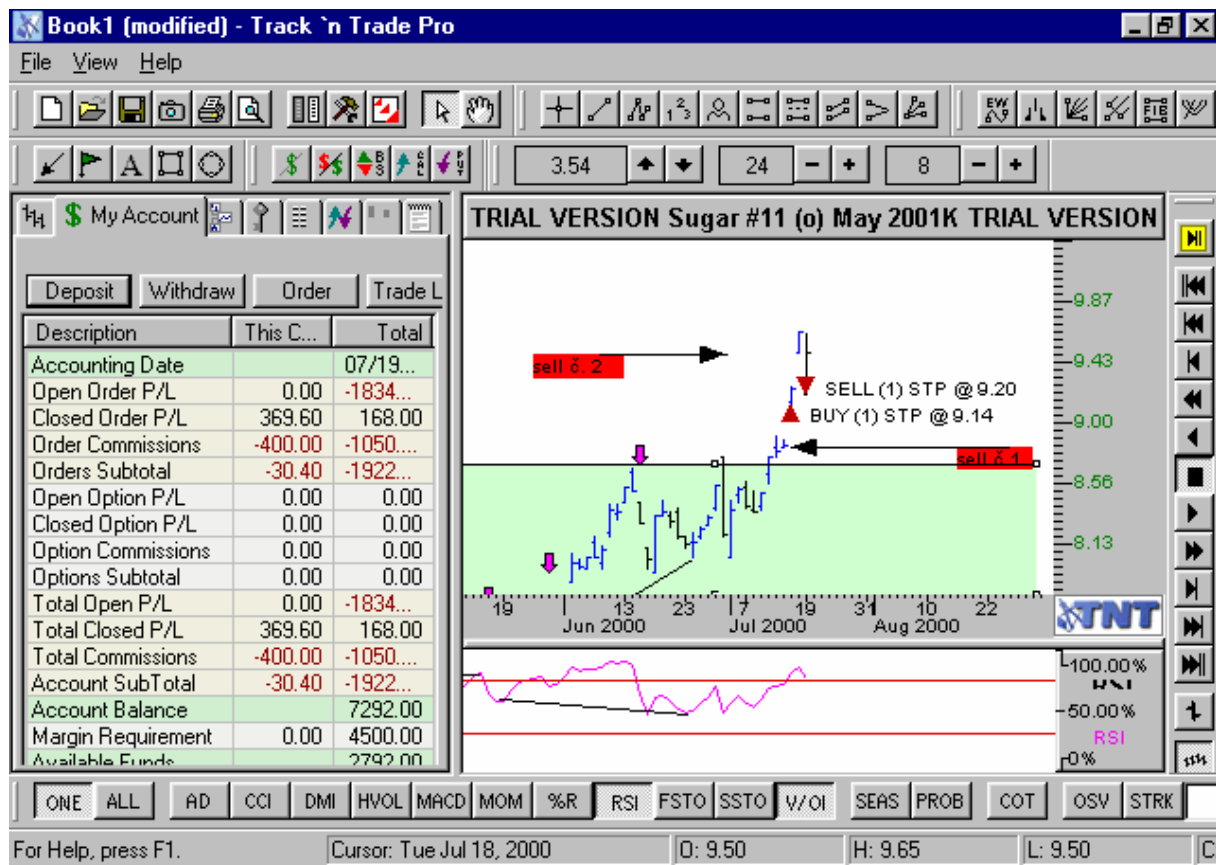 Book1 (modified) - Track `n Trade Pro
File View Help
EW
3.54 24 8
My Account
TRIAL VERSION Sugar #11 (o) May 2001K TRIAL VERSION
Deposit Withdraw Order Trade L
Description This C... Total
Accounting Date 07/19...
Open Order P/L 0.00 -1834...
Closed Order P/L 369.60 168.00
Order Commissions -400.00 -1050....
Orders Subtotal -30.40 -1922...
Open Option P/L 0.00 0.00
Closed Option P/L 0.00 0.00
Option Commissions 0.00 0.00
Options Subtotal 0.00 0.00
Total Open P/L 0.00 -1834...
Total Closed P/L 369.60 168.00
Total Commissions -400.00 -1050....
Account SubTotal -30.40 -1922...
Account Balance 7292.00
Margin Requirement 0.00 4500.00
Available Funds 2792.00
9.87
sell č. 2
9.43
SELL (1) STP @9.20
BUY (1) STP @9.14
9.00
sell č. 1
8.56
8.13
19 13 23 17 19 31 10 22
Jun 2000 Jul 2000 Aug 2000
TNT
100.00%
RSI
50.00%
RSI
0%
ONE ALL AD CCI DMI HVOL MACD MOM %R RSI FSTO SSTO V/OI SEAS PROB COT OSV STRK
For Help, press F1. Cursor: Tue Jul 18, 2000 O: 9.50 H: 9.65 L: 9.50 C